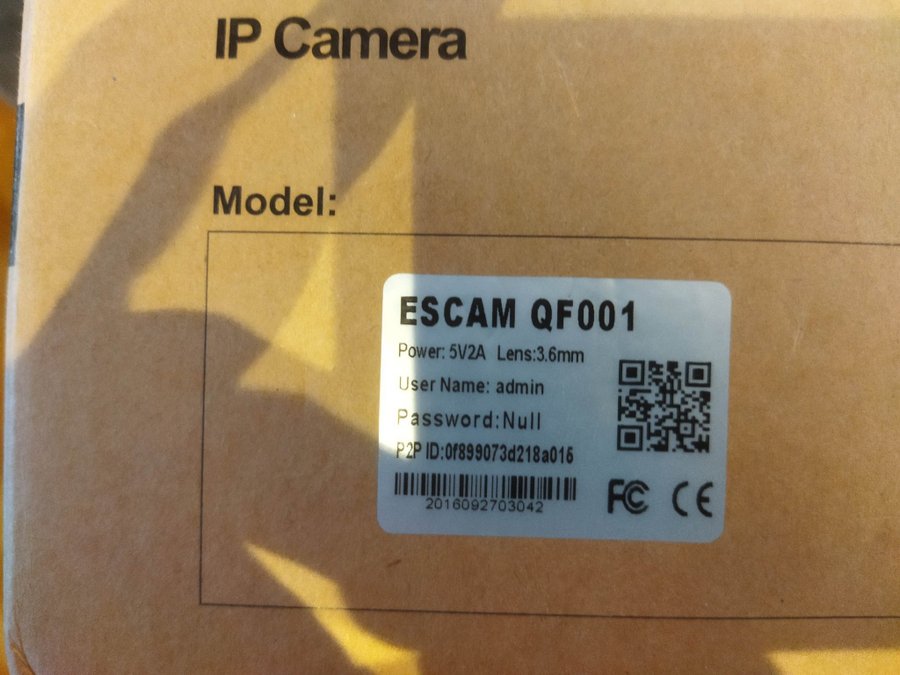 IP Camera
Model:
ESCAM QF001
Power: 5V2A Lens:3.6mm
User Name: admin
Password:Null
P2P ID:0f899073d218a015
2016092703042
FC CE